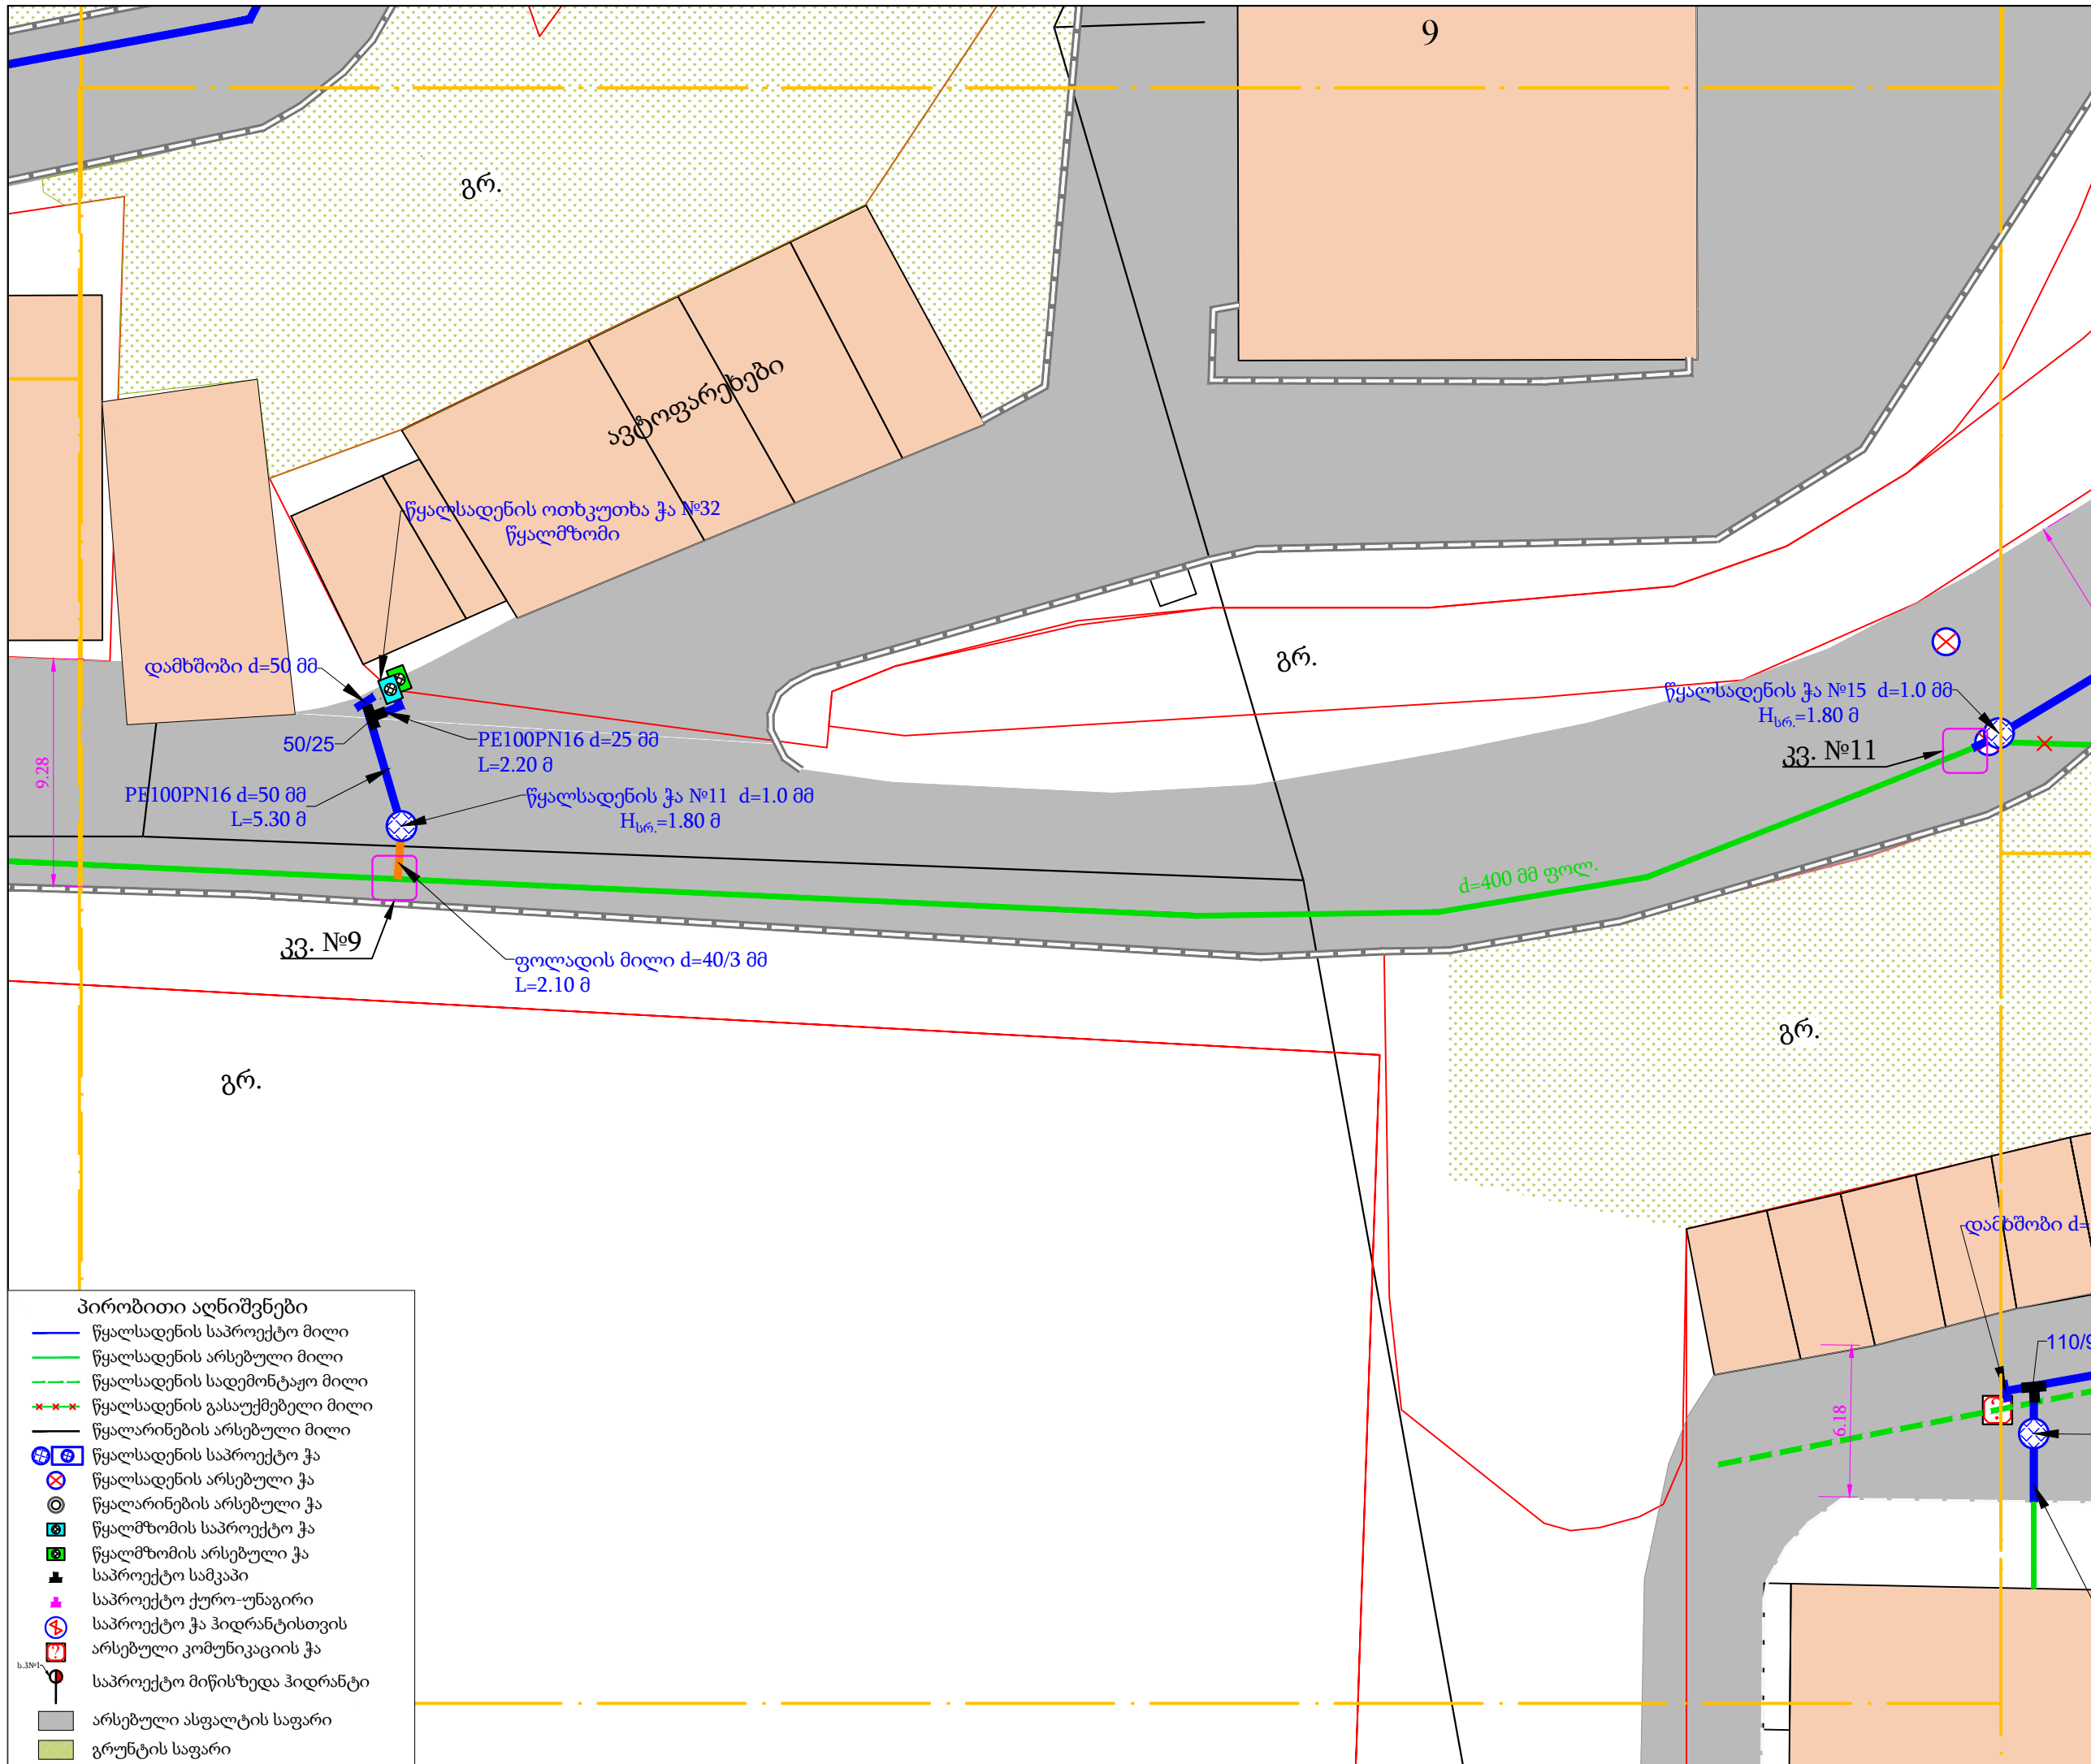 9
გრ.
ავტოფარეხები
წყალსადენის ოთხკუთხა ჭა №32
წყალმზომი
გრ.
დამხშობი d=50 მმ
50/25
PE100PN16 d=25 მმ
L=2.20 მ
წყალსადენის ჭა №15 d=1.0 მმ
Hსრ.=1.80 მ
კვ. №11
9.28
PE100PN16 d=50 მმ
L=5.30 მ
წყალსადენის ჭა №11 d=1.0 მმ
Hსრ.=1.80 მ
d=400 მმ ფოლ.
კვ. №9
ფოლადის მილი d=40/3 მმ
L=2.10 მ
გრ.
გრ.
დამხშობი d=
110/9
6.18
პირობითი აღნიშვნები
წყალსადენის საპროექტო მილი
წყალსადენის არსებული მილი
წყალსადენის სადემონტაჟო მილი
წყალსადენის გასაუქმებელი მილი
წყალარინების არსებული მილი
წყალსადენის საპროექტო ჭა
წყალსადენის არსებული ჭა
წყალარინების არსებული ჭა
წყალმზომის საპროექტო ჭა
წყალმზომის არსებული ჭა
საპროექტო სამკაპი
საპროექტო ქურო-უნაგირი
საპროექტო ჭა ჰიდრანტისთვის
? არსებული კომუნიკაციის ჭა
საპროექტო მიწისზედა ჰიდრანტი
არსებული ასფალტის საფარი
გრუნტის საფარი